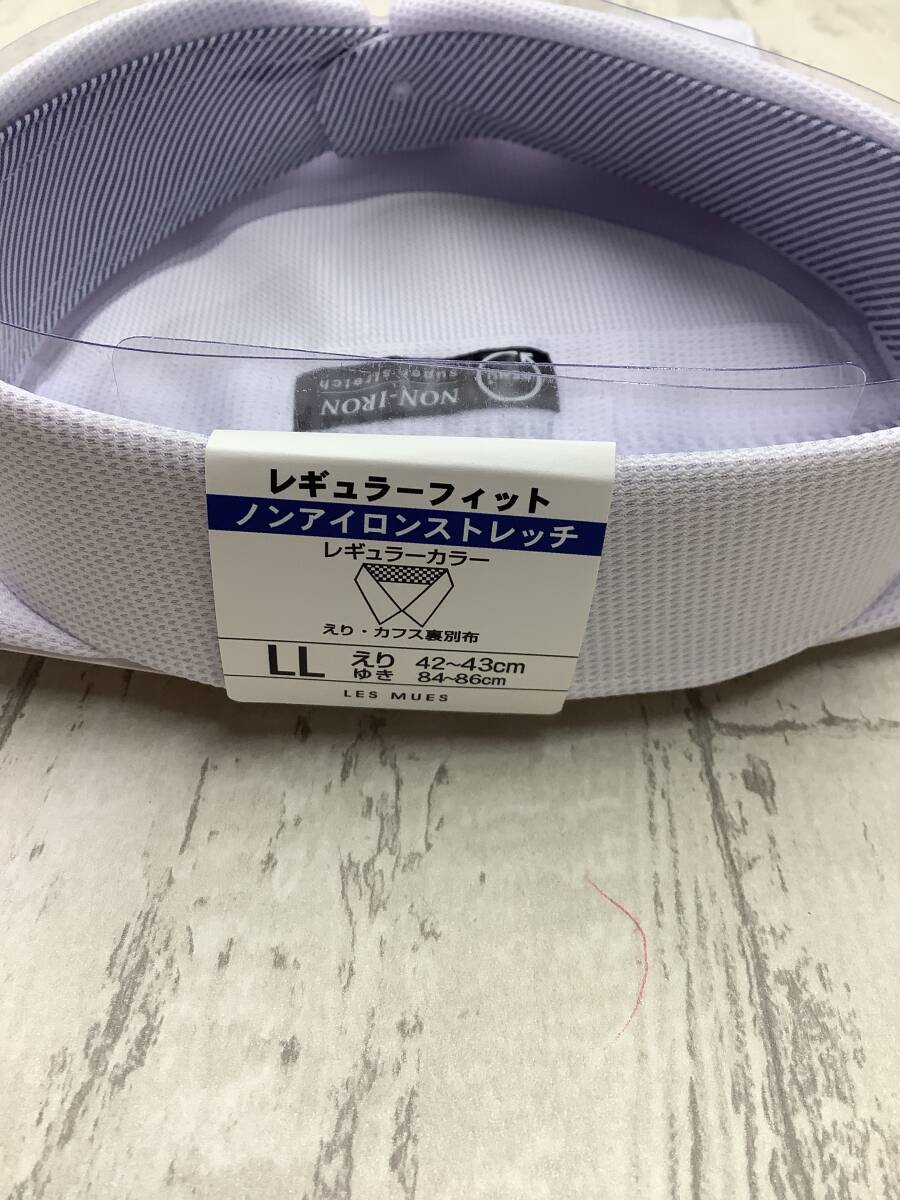 NON-IRON
Super stretch
レギュラーフィット
ノンアイロンストレッチ
レギュラーカラー
えり・カフス裏別布
LL えり 42~43cm
ゆき 84~86cm
LES MUES